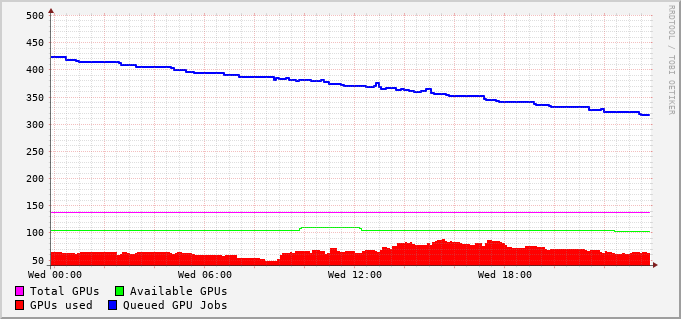 500
450
400
350
300
250
200
150
100
50
Wed 00:00 Wed 06:00 Wed 12:00 Wed 18:00
Total GPUs Available GPUs
GPUs used Queued GPU Jobs
RRDTOOL / TOBI OETIKER